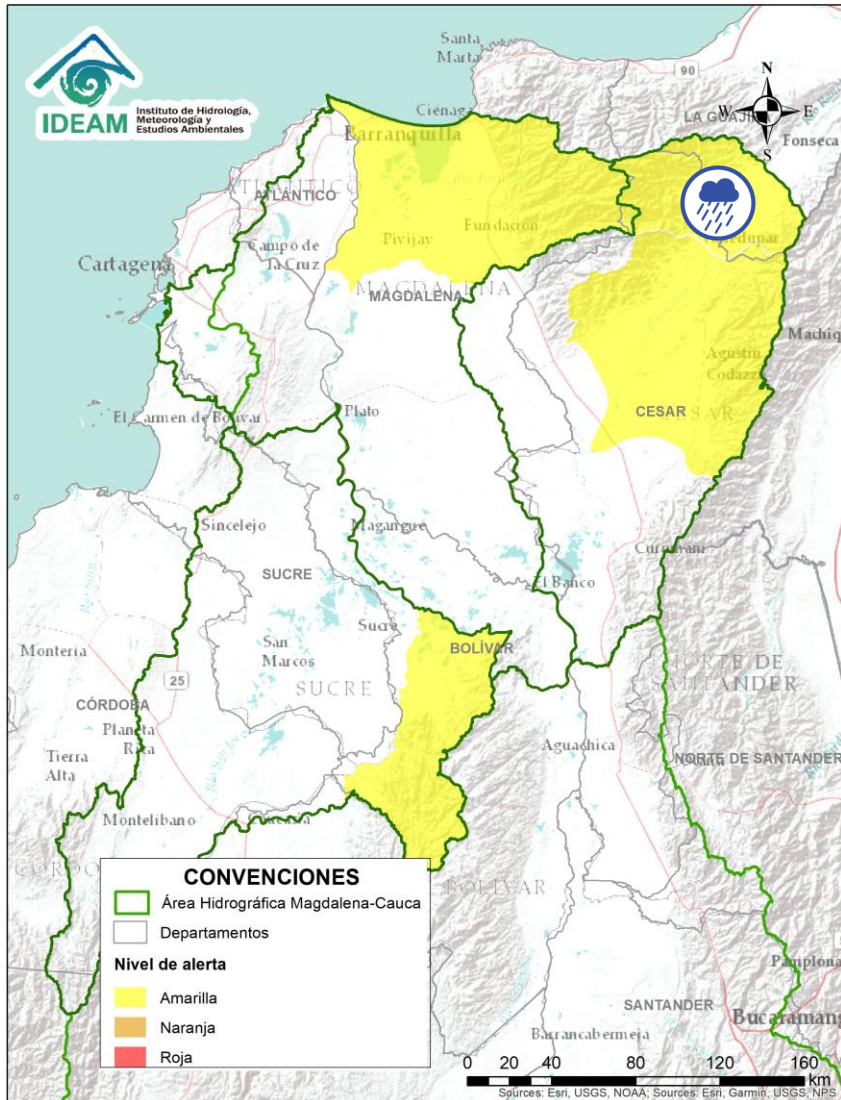 IDEAM
Instituto de Hidrología,
Meteorología y
Estudios Ambientales
Santa
Marta
90
N
W
E
S
LA GUAJIRA
Fonseca
Ciénaga
Barranquilla
ATLÁNTICO
Fundación
Pivijay
Campo de
la Cruz
Cartagena
MAGDALENA
Agustín
Codazzi
CESAR
El Carmen de Bolívar
Plato
Sincelejo
Magangue
SUCRE
El Banco
Sucre
BOLÍVAR
San
Marcos
SUCRE
Montería
25
NORTE DE
SANTANDER
CÓRDOBA
Planeta
Rica
Tierra
Alta
Aguachica
NORTE DE SANTANDER
Montelibano
BOLÍVAR
CONVENCIONES
Área Hidrográfica Magdalena-Cauca
Departamentos
Nivel de alerta
Amarilla
Naranja
Roja
Pamplona
SANTANDER
Bucaramang
Barrancabermeja
0 20 40 80 120 160
km
Sources: Esri, USGS, NOAA; Sources: Esri, Garmin, USGS, NPS